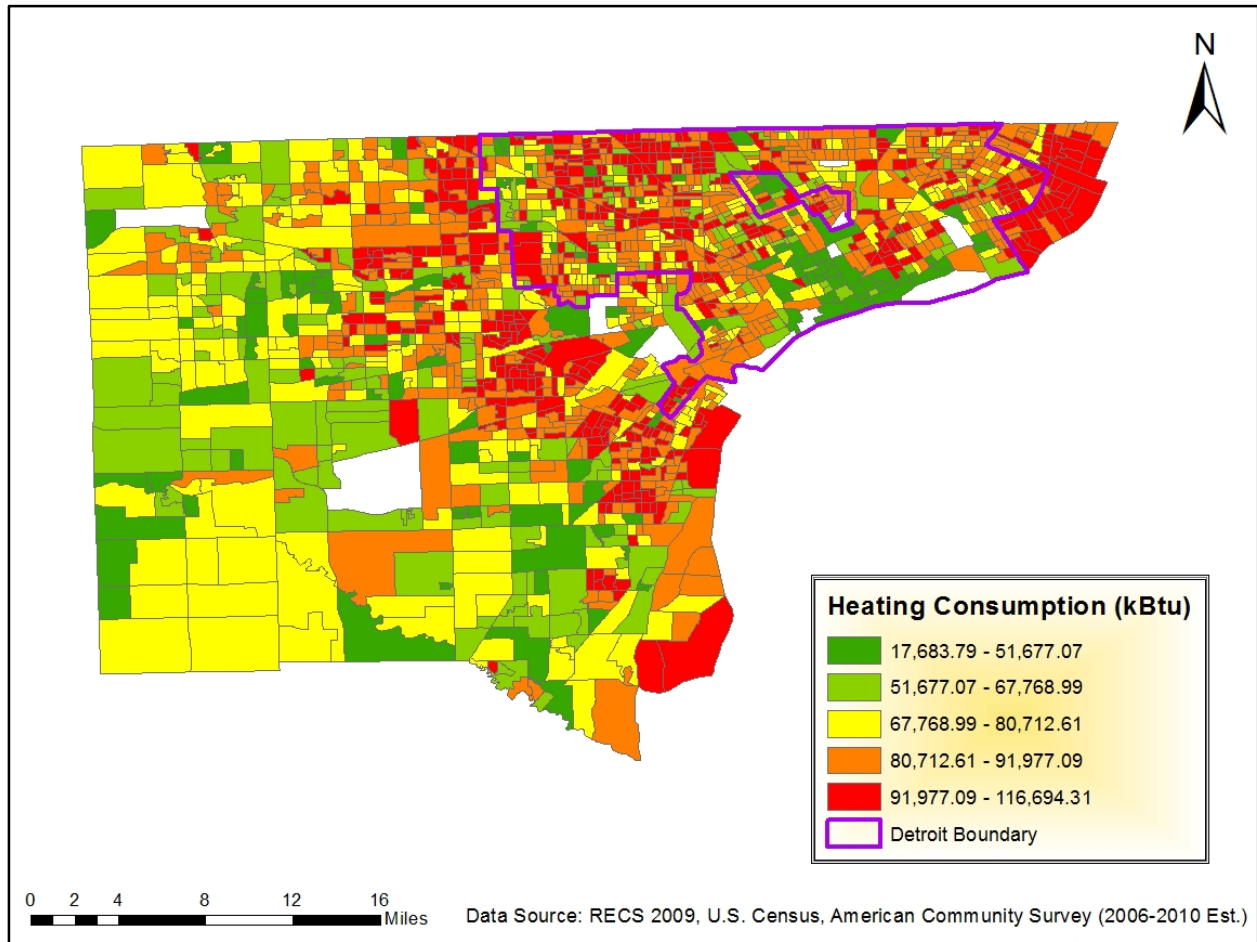 N
Heating Consumption (kBtu)
17,683.79 - 51,677.07
51,677.07 - 67,768.99
67,768.99 - 80,712.61
80,712.61 - 91,977.09
91,977.09 - 116,694.31
Detroit Boundary
0 2 4 8 12 16
Miles
Data Source: RECS 2009, U.S. Census, American Community Survey (2006-2010 Est.)